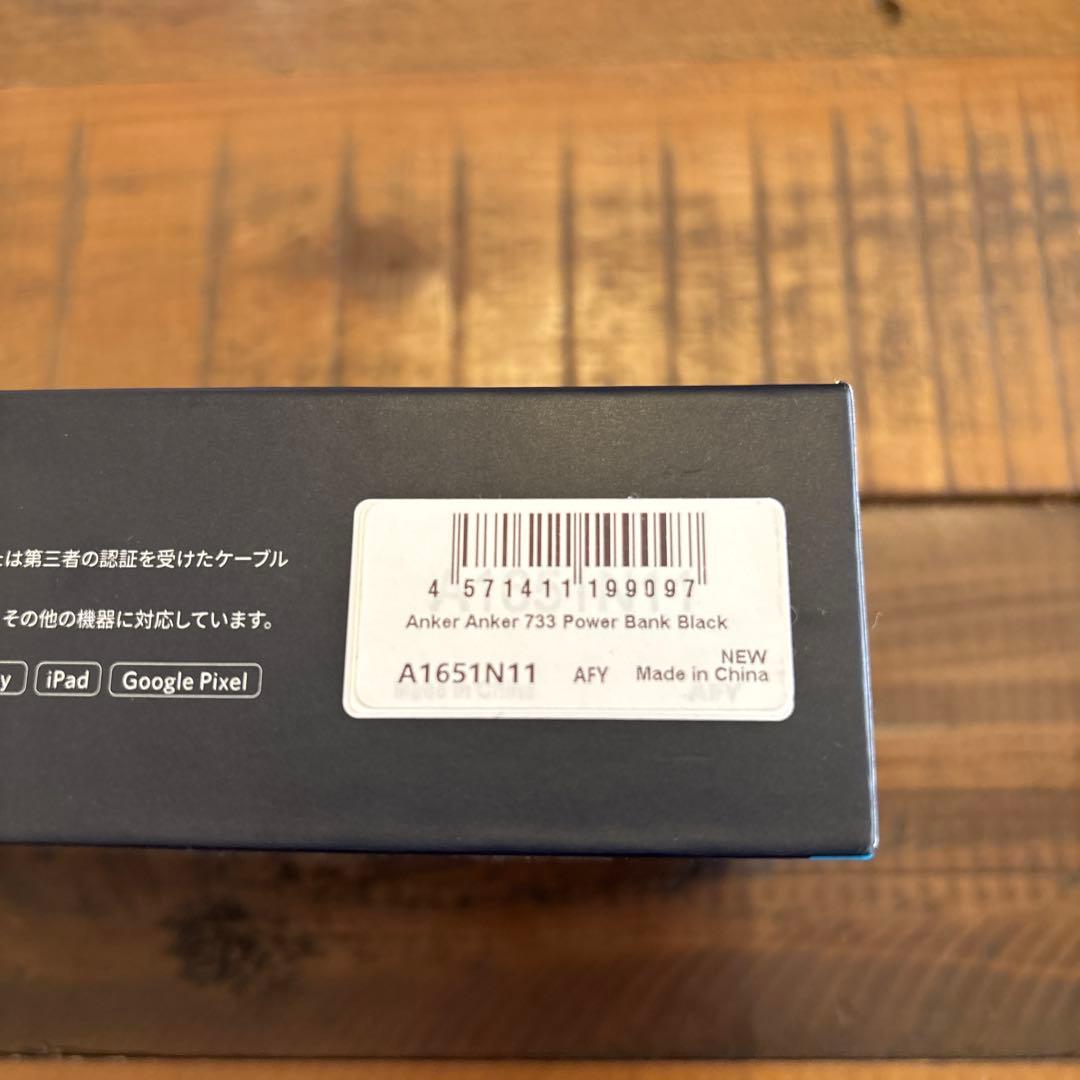 は第三者の認証を受けたケーブル
その他の機器に対応しています。
y iPad Google Pixel
4 571411 199097
Anker Anker 733 Power Bank Black
NEW
A1651N11 AFY Made in China